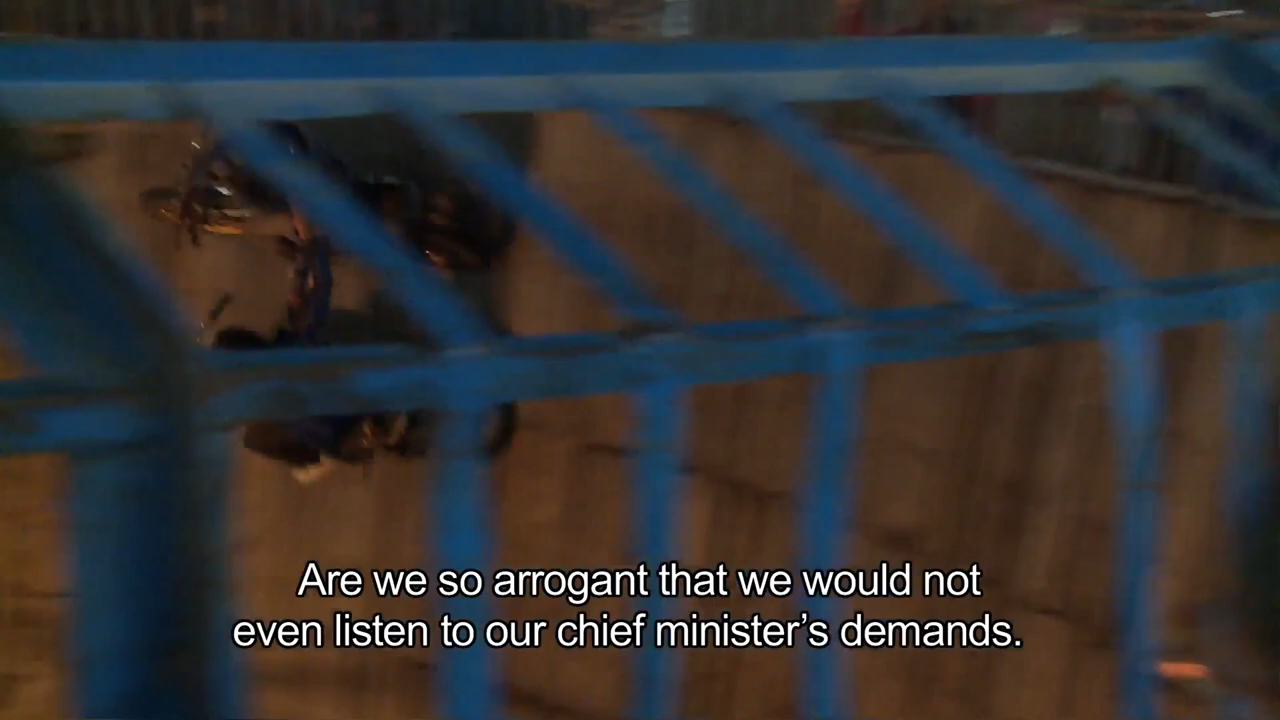 Are we so arrogant that we would not
even listen to our chief minister’s demands.